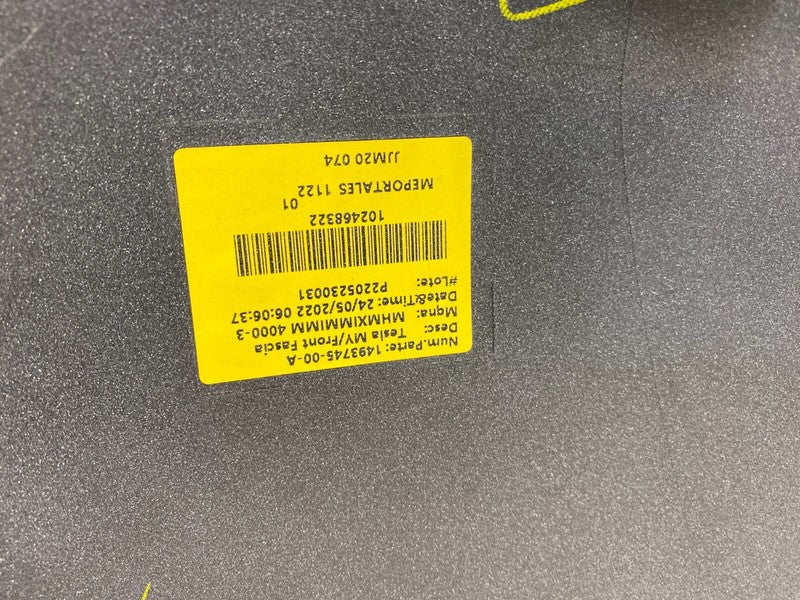 Num.Parte: 1493745-00-A
Desc: Tesla MY/Front Fascia
Mqna: MHMXIMMIMM 4000-3
Date&Time: 24/05/2022 06:06:37
#Lote: P2205230031
102468322
01
MEPORTALES 1122
JJM20 074